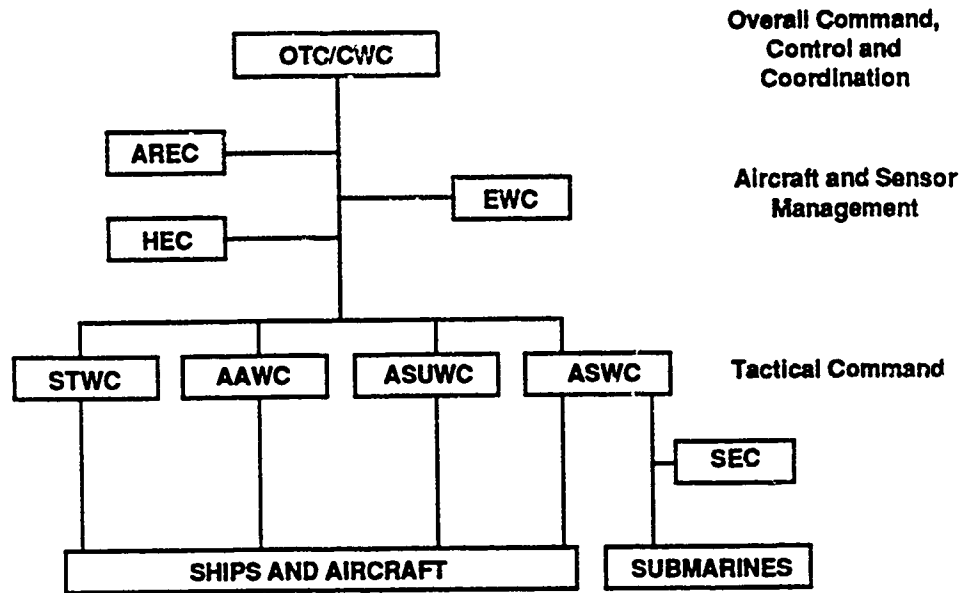 Overall Command,
Control and
Coordination
OTC/CWC
AREC
Aircraft and Sensor
Management
EWC
HEC
STWC
AAWC
ASUWC
ASWC
Tactical Command
SEC
SHIPS AND AIRCRAFT
SUBMARINES